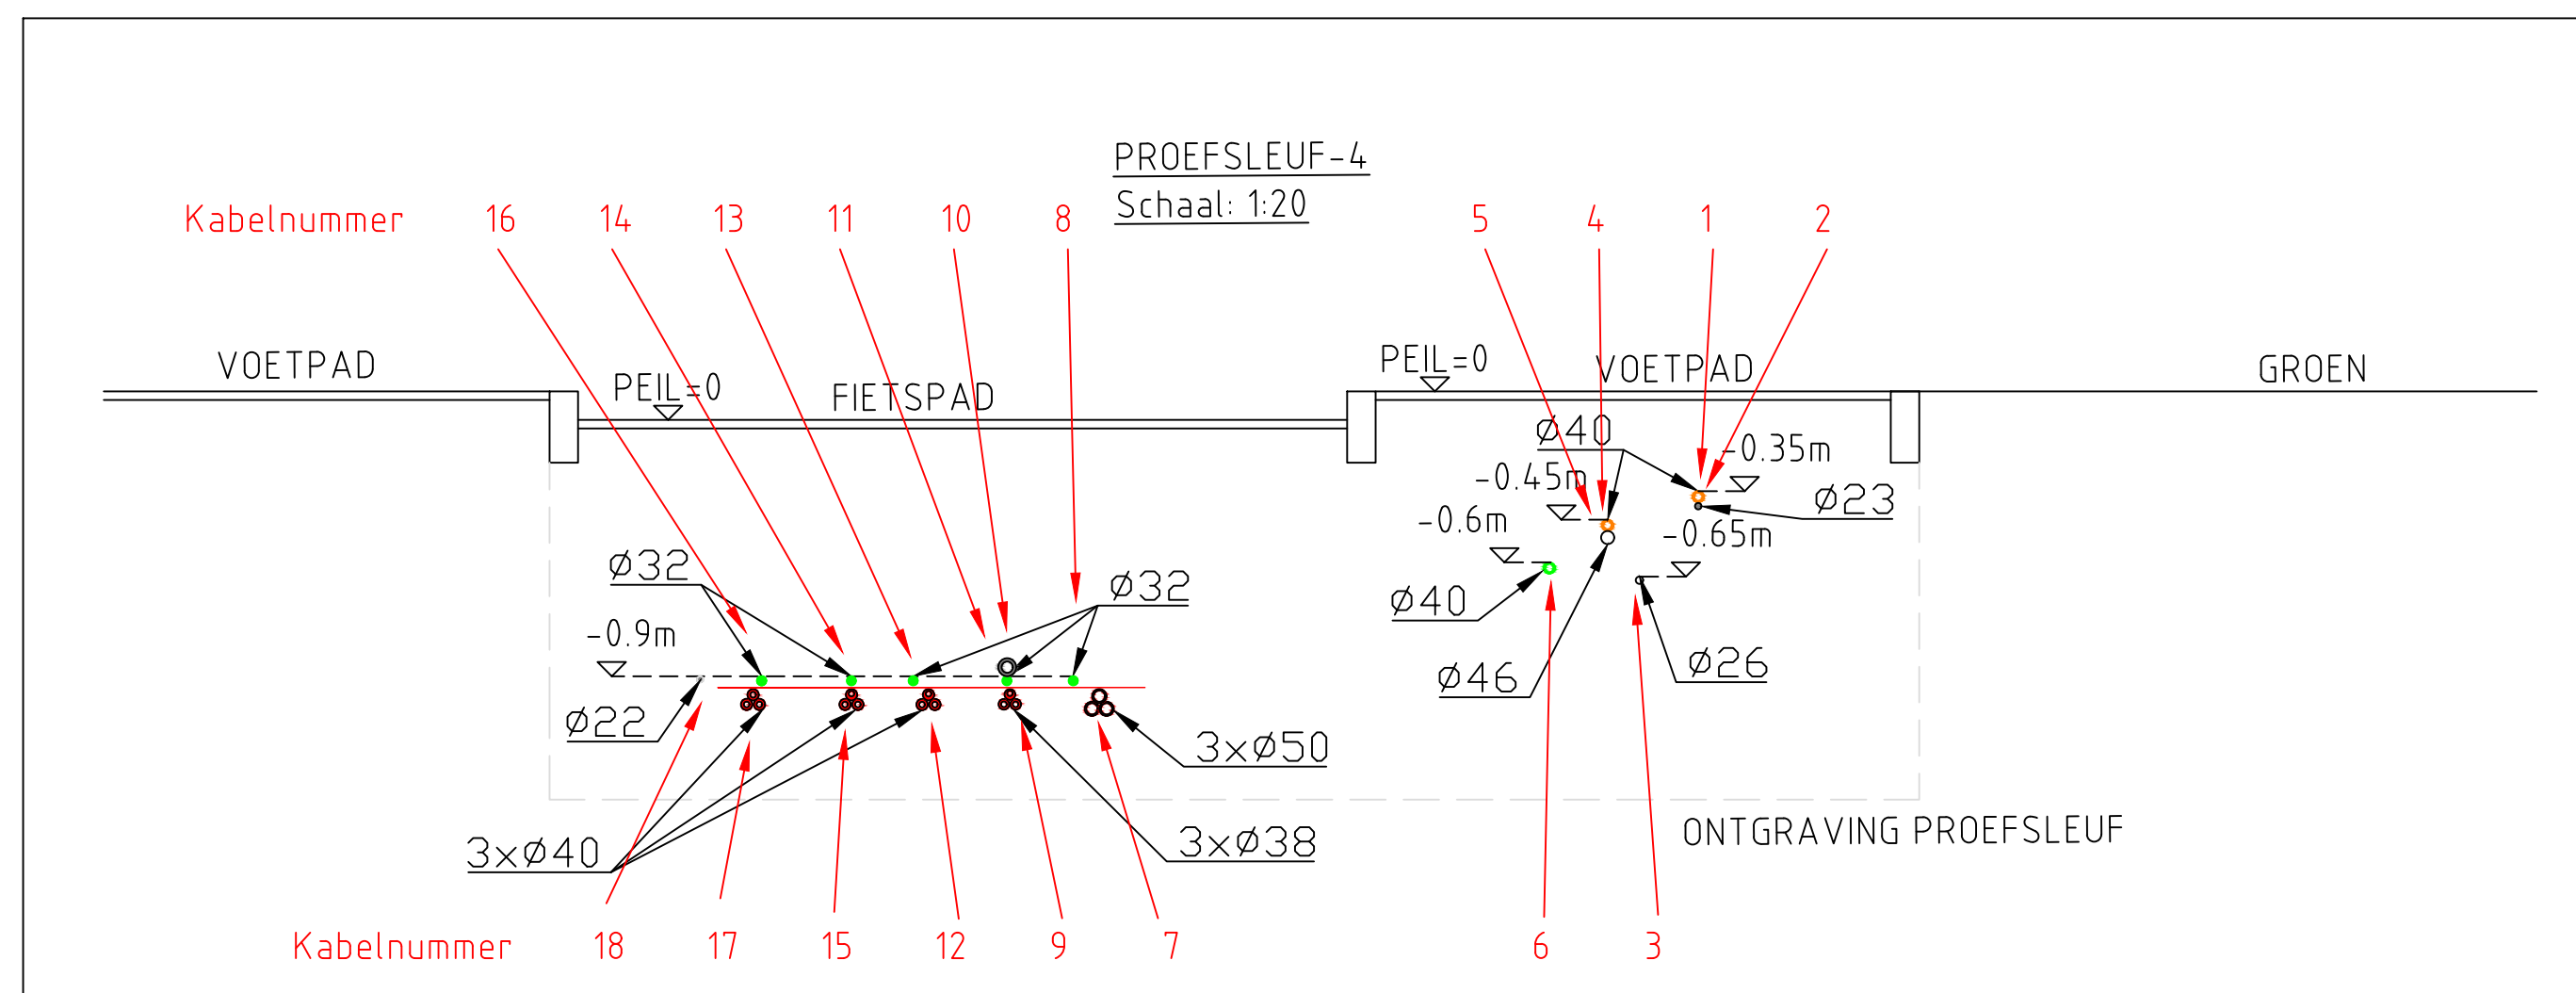 PROEFSLEUF-4
Schaal: 1:20
Kabelnummer 16 14 13 11 10 8 5 4 1 2
VOETPAD PEIL=0 FIETSPAD PEIL=0 VOETPAD GROEN
Ø40
-0.35m
-0.45m
Ø23
-0.6m
-0.65m
Ø32 Ø32
Ø40
-0.9m
Ø26
Ø46
Ø22
3xØ50
3xØ40 3xØ38
ONTGRAVING PROEFSLEUF
Kabelnummer 18 17 15 12 9 7 6 3